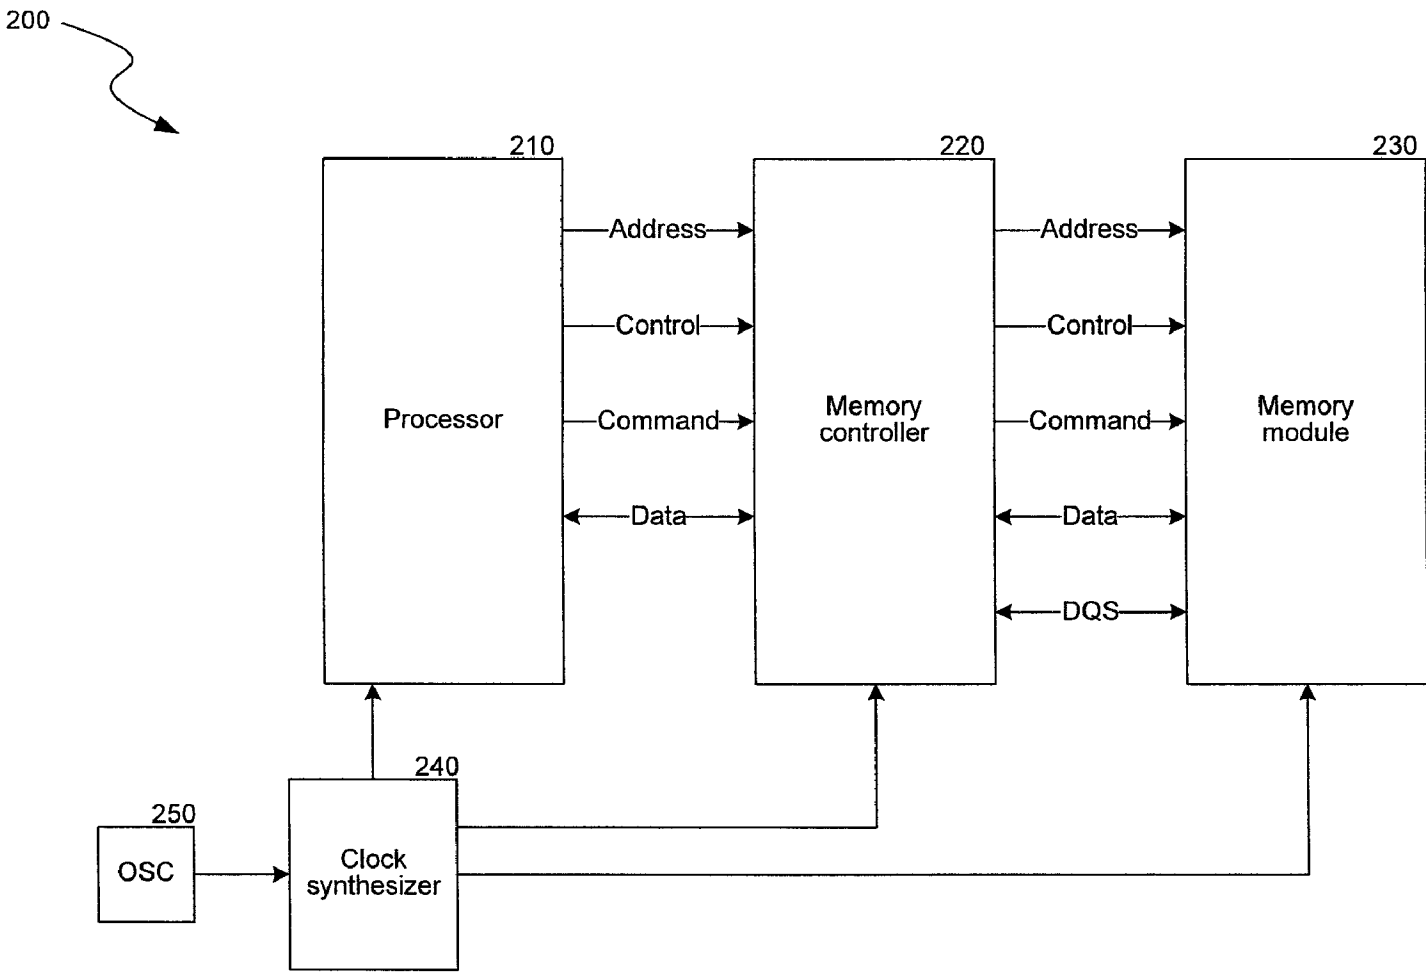 200
210
220
230
Address
Address
Control
Control
Processor
Command
Memory
controller
Command
Memory
module
Data
Data
DQS
240
250
OSC
Clock
synthesizer